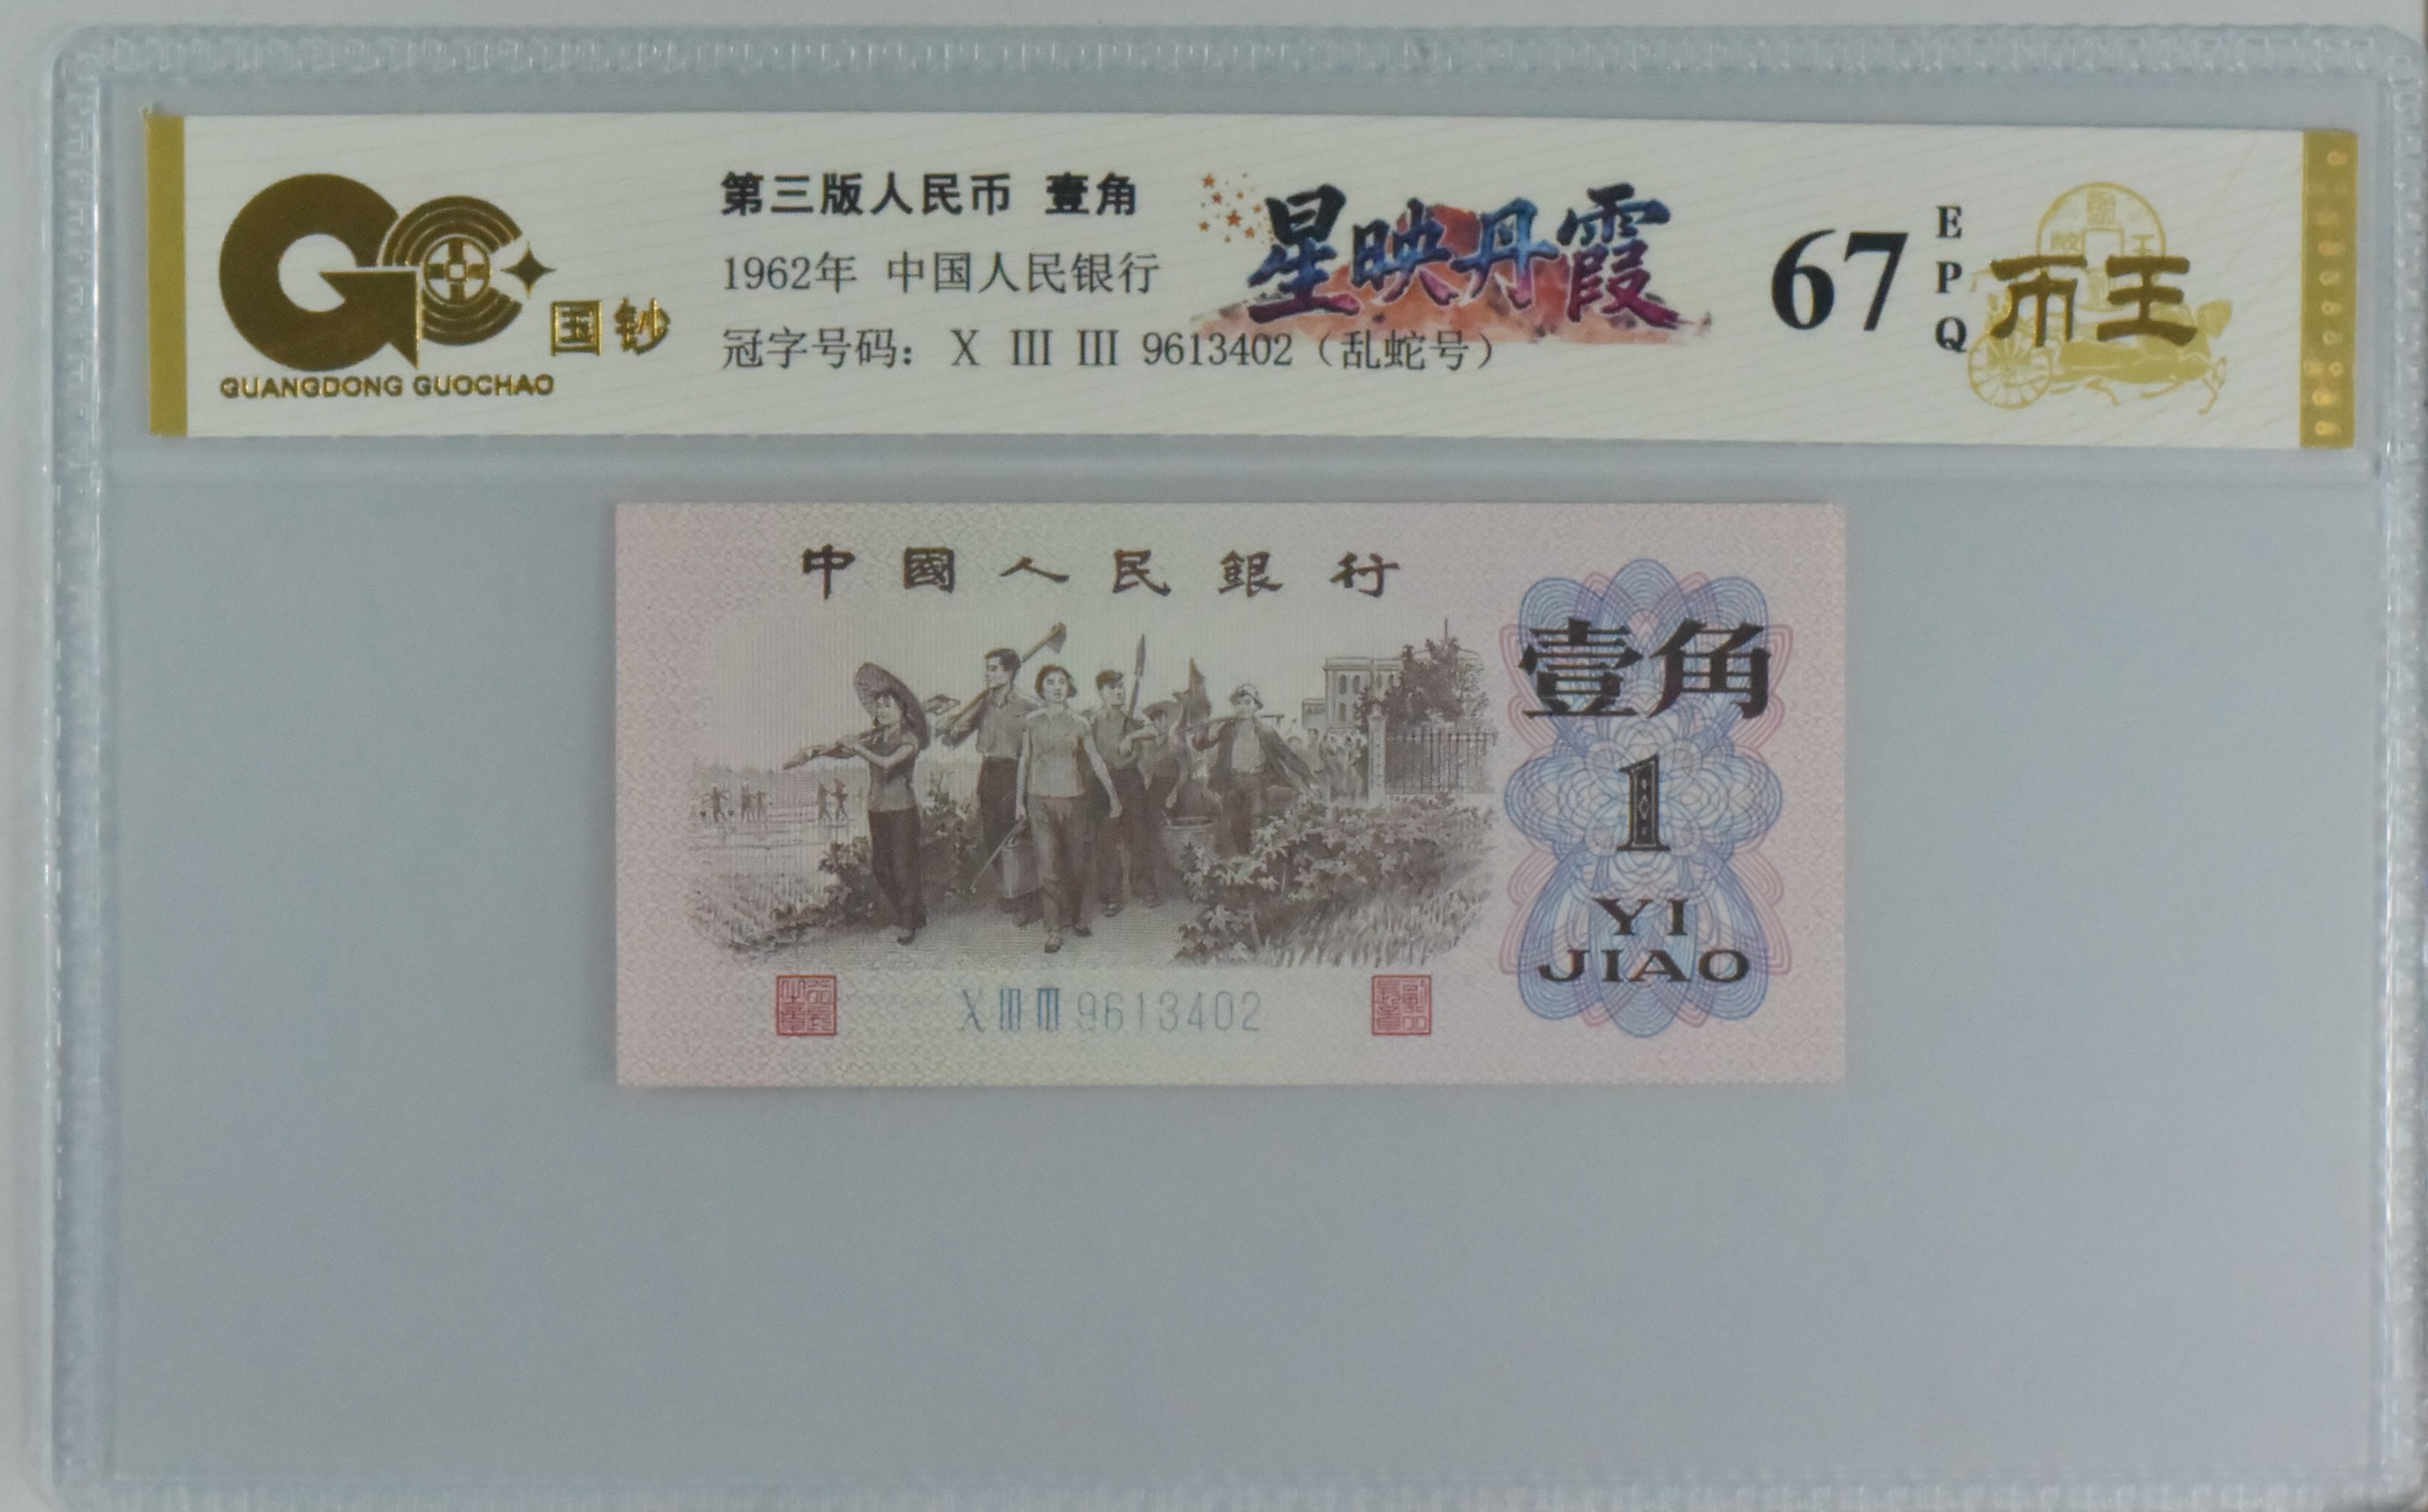 国钞
GUANGDONG GUOCHAO
第三版人民币 壹角
1962年 中国人民银行
冠字号码： X III III 9613402（乱蛇号）
星映丹霞
67
EPQ
币王
中國人民銀行
壹角
1
YI
JIAO
X III III 9613402